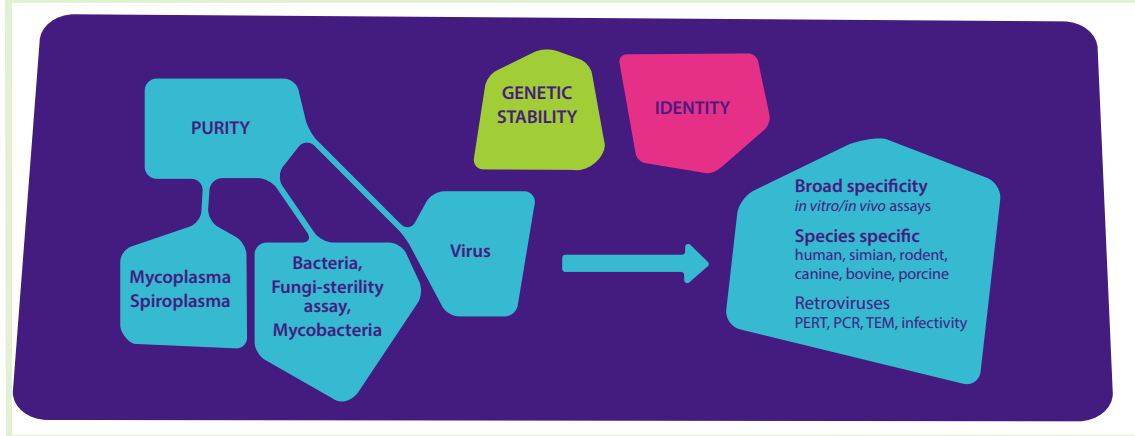 PURITY
GENETIC
STABILITY
IDENTITY
Mycoplasma
Spiroplasma
Bacteria,
Fungi-sterility
assay,
Mycobacteria
Virus
Broad specificity
in vitro/in vivo assays
Species specific
human, simian, rodent,
canine, bovine, porcine
Retroviruses
PERT, PCR, TEM, infectivity